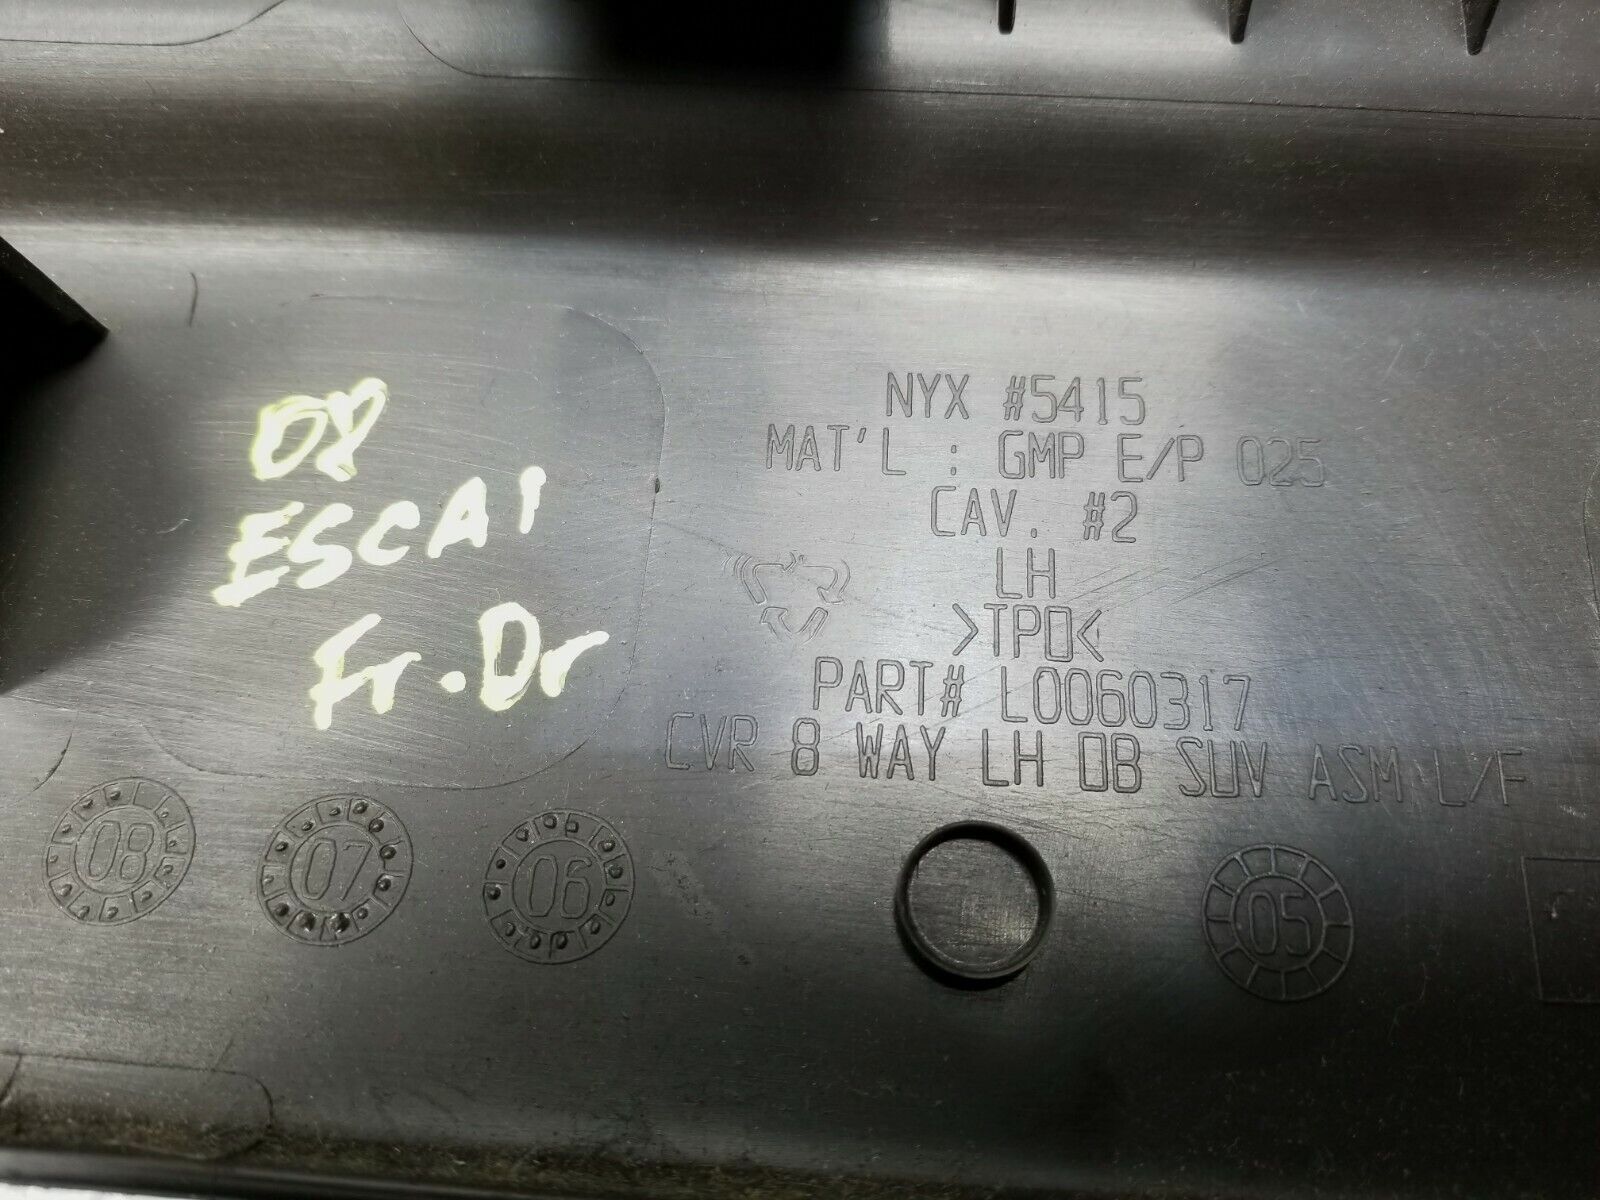 NYX #5415
MAT'L : GMP E/P 025
CAV. #2
LH
>TPO<
PART# L0060317
CVR 8 WAY LH OB SUV ASM L/F
08
ESCA
Fr. Dr
08
07
06
05